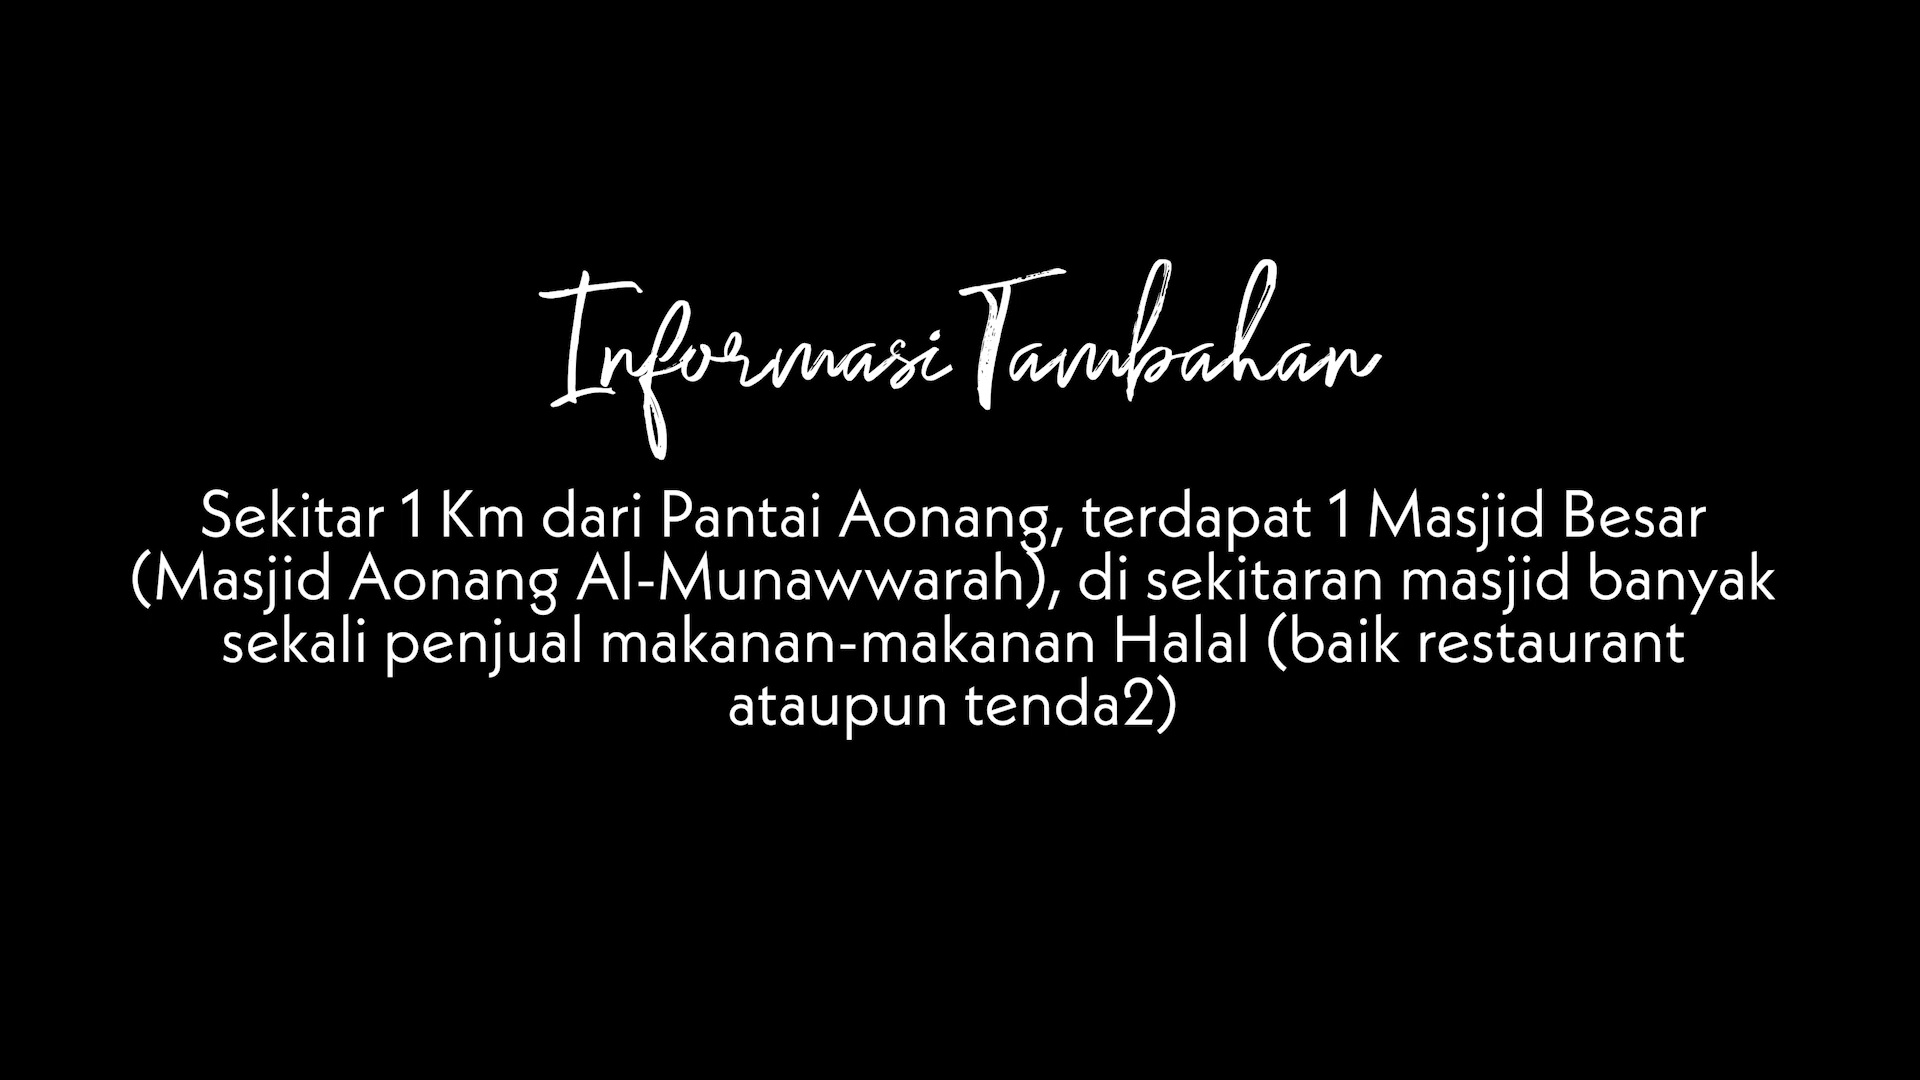 Informasi Tambahan
Sekitar 1 Km dari Pantai Aonang, terdapat 1 Masjid Besar
(Masjid Aonang Al-Munawwarah), di sekitaran masjid banyak
sekali penjual makanan-makanan Halal (baik restaurant
ataupun tenda2)